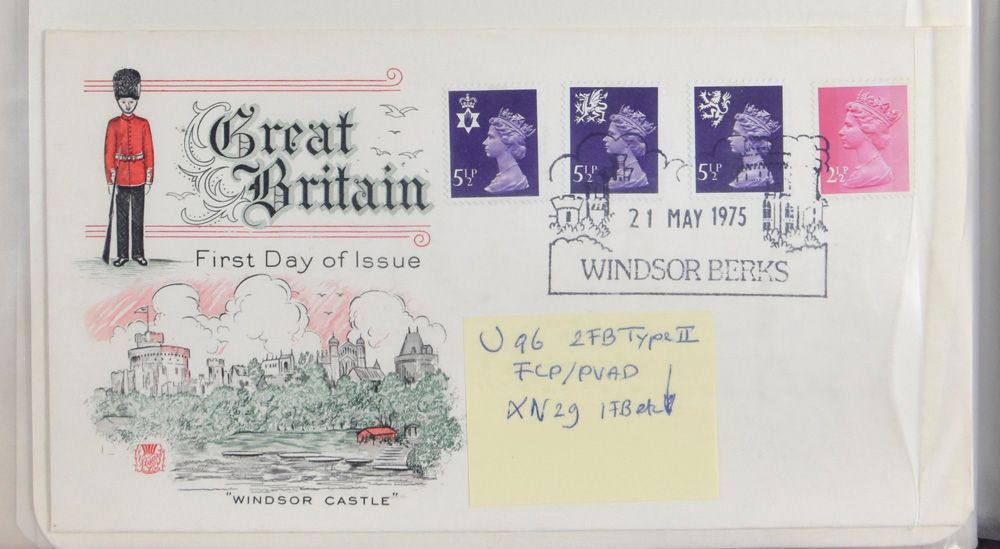 Great
Britain
First Day of Issue
"WINDSOR CASTLE"
5½P
5½P
5½P
2½P
21 MAY 1975
WINDSOR BERKS
U96 2FB Type II
FCP/PVAD
XN29 1FB